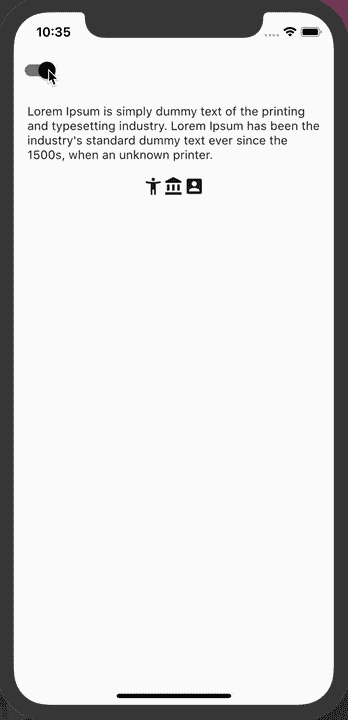 10:35
Lorem Ipsum is simply dummy text of the printing
and typesetting industry. Lorem Ipsum has been the
industry's standard dummy text ever since the
1500s, when an unknown printer.